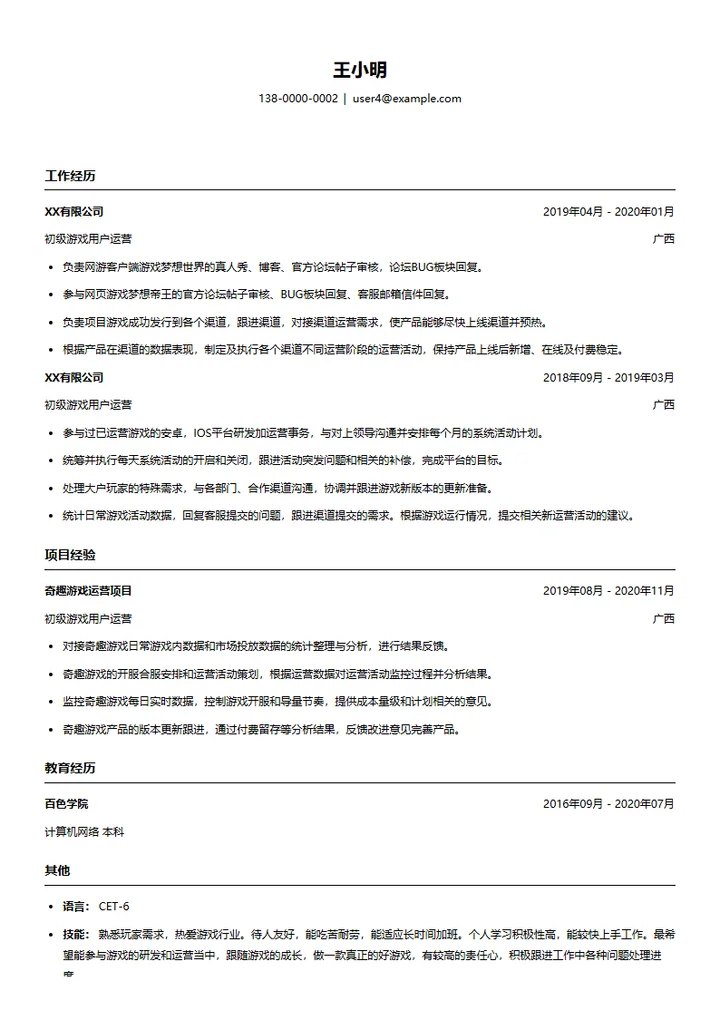 王小明
138-0000-0002 | user4@example.com
工作经历
XX有限公司 2019年04月 - 2020年01月
初级游戏用户运营 广西
• 负责网游客户端游戏梦想世界的真人秀、博客、官方论坛帖子审核，论坛BUG板块回复。
• 参与网页游戏梦想帝王的官方论坛帖子审核、BUG板块回复、客服邮箱信件回复。
• 负责项目游戏成功发行到各个渠道，跟进渠道，对接渠道运营需求，使产品能够尽快上线渠道并预热。
• 根据产品在渠道的数据表现，制定及执行各个渠道不同运营阶段的运营活动，保持产品上线后新增、在线及付费稳定。
XX有限公司 2018年09月 - 2019年03月
初级游戏用户运营 广西
• 参与过已运营游戏的安卓，IOS平台研发加运营事务，与对上领导沟通并安排每个月的系统活动计划。
• 统筹并执行每天系统活动的开启和关闭，跟进活动突发问题和相关的补偿，完成平台的目标。
• 处理大户玩家的特殊需求，与各部门、合作渠道沟通，协调并跟进游戏新版本的更新准备。
• 统计日常游戏活动数据，回复客服提交的问题，跟进渠道提交的需求。根据游戏运行情况，提交相关新运营活动的建议。
项目经验
奇趣游戏运营项目 2019年08月 - 2020年11月
初级游戏用户运营 广西
• 对接奇趣游戏日常游戏内数据和市场投放数据的统计整理与分析，进行结果反馈。
• 奇趣游戏的开服合服安排和运营活动策划，根据运营数据对运营活动监控过程并分析结果。
• 监控奇趣游戏每日实时数据，控制游戏开服和导量节奏，提供成本量级和计划相关的意见。
• 奇趣游戏产品的版本更新跟进，通过付费留存等分析结果，反馈改进意见完善产品。
教育经历
百色学院 2016年09月 - 2020年07月
计算机网络 本科
其他
• 语言： CET-6
• 技能： 熟悉玩家需求，热爱游戏行业。待人友好，能吃苦耐劳，能适应长时间加班。个人学习积极性高，能较快上手工作。最希
望能参与游戏的研发和运营当中，跟随游戏的成长，做一款真正的好游戏，有较高的责任心，积极跟进工作中各种问题处理进